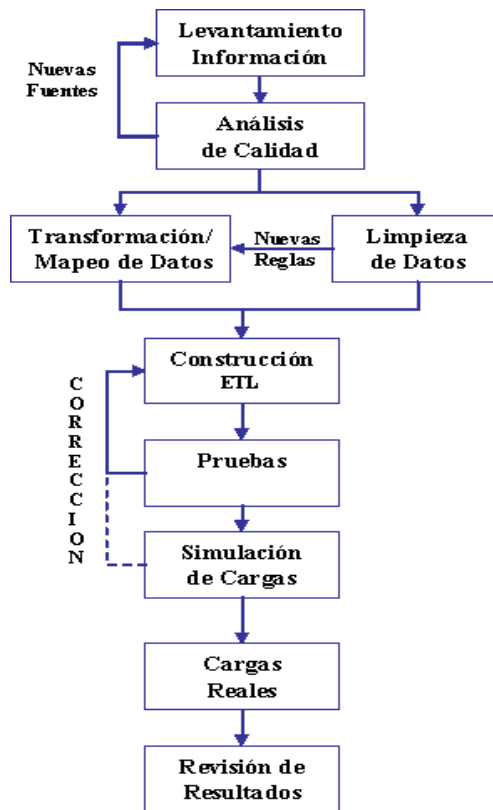 Levantamiento
Información
Nuevas
Fuentes
Análisis
de Calidad
Transformación/
Mapeo de Datos
Nuevas
Reglas
Limpieza
de Datos
Construcción
ETL
CORRECCCION
Pruebas
Simulación
de Cargas
Cargas
Reales
Revisión de
Resultados